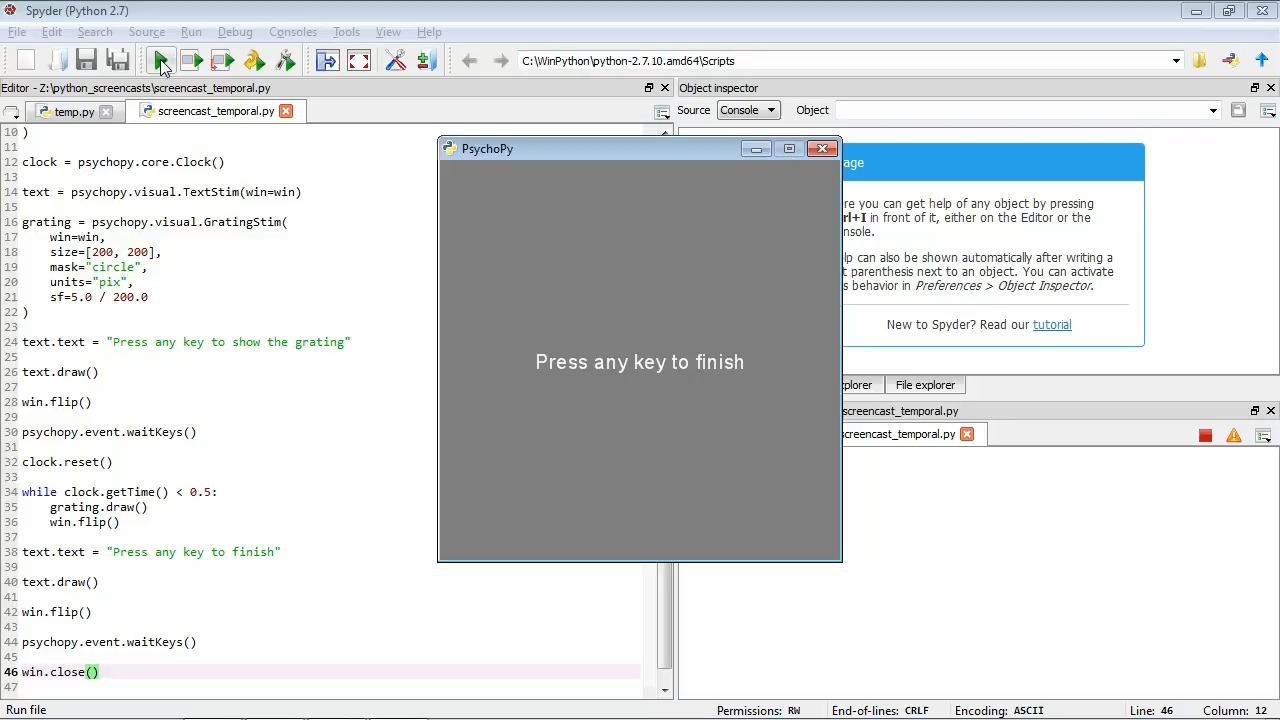 Spyder (Python 2.7)
File Edit Search Source Run Debug Consoles Tools View Help
C:\WinPython\python-2.7.10.amd64\Scripts
Editor - Z:\python_screencasts\screencast_temporal.py
Object inspector
temp.py
screencast_temporal.py
Source Console Object
10 )
11
12 clock = psychopy.core.Clock()
13
14 text = psychopy.visual.TextStim(win=win)
15
16 grating = psychopy.visual.GratingStim(
17 win=win,
18 size=[200, 200],
19 mask="circle",
20 units="pix",
21 sf=5.0 / 200.0
22 )
23
24 text.text = "Press any key to show the grating"
25
26 text.draw()
27
28 win.flip()
29
30 psychopy.event.waitKeys()
31
32 clock.reset()
33
34 while clock.getTime() < 0.5:
35 grating.draw()
36 win.flip()
37
38 text.text = "Press any key to finish"
39
40 text.draw()
41
42 win.flip()
43
44 psychopy.event.waitKeys()
45
46 win.close()
47
PsychoPy
Press any key to finish
age
re you can get help of any object by pressing
rl+I in front of it, either on the Editor or the
nsole.
lp can also be shown automatically after writing a
t parenthesis next to an object. You can activate
s behavior in Preferences > Object Inspector.
New to Spyder? Read our tutorial
xplorer File explorer
screencast_temporal.py
screencast_temporal.py
Run file
Permissions: RW End-of-lines: CRLF Encoding: ASCII Line: 46 Column: 12